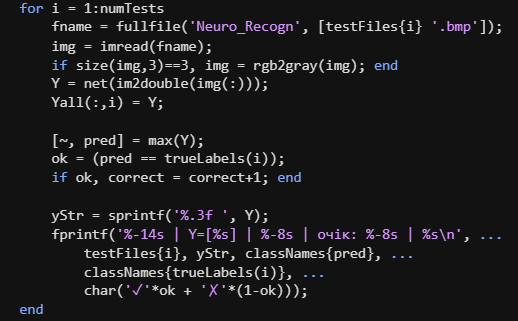 for i = 1:numTests
fname = fullfile('Neuro_Recogn', [testFiles{i} '.bmp']);
img = imread(fname);
if size(img,3)==3, img = rgb2gray(img); end
Y = net(im2double(img(:)));
Yall(:,i) = Y;
[~, pred] = max(Y);
ok = (pred == trueLabels(i));
if ok, correct = correct+1; end
yStr = sprintf('%.3f ', Y);
fprintf('%-14s | Y=[%s] | %-8s | очік: %-8s | %s\n', ...
testFiles{i}, yStr, classNames{pred}, ...
classNames{trueLabels(i)}, ...
char('✓'*ok + '✗'*(1-ok)));
end